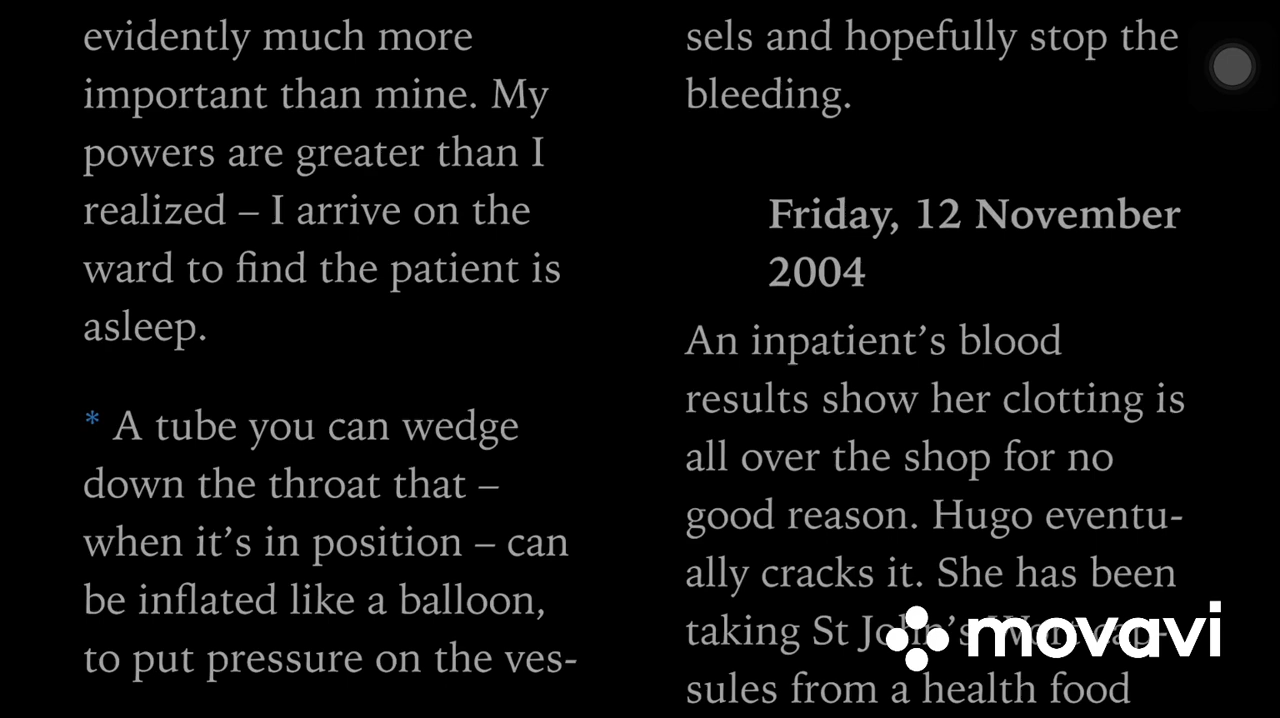 evidently much more
important than mine. My
powers are greater than I
realized – I arrive on the
ward to find the patient is
asleep.
* A tube you can wedge
down the throat that –
when it’s in position – can
be inflated like a balloon,
to put pressure on the ves-
sels and hopefully stop the
bleeding.
Friday, 12 November
2004
An inpatient’s blood
results show her clotting is
all over the shop for no
good reason. Hugo eventu-
ally cracks it. She has been
taking St John’s Wort cap-
sules from a health food
movavi